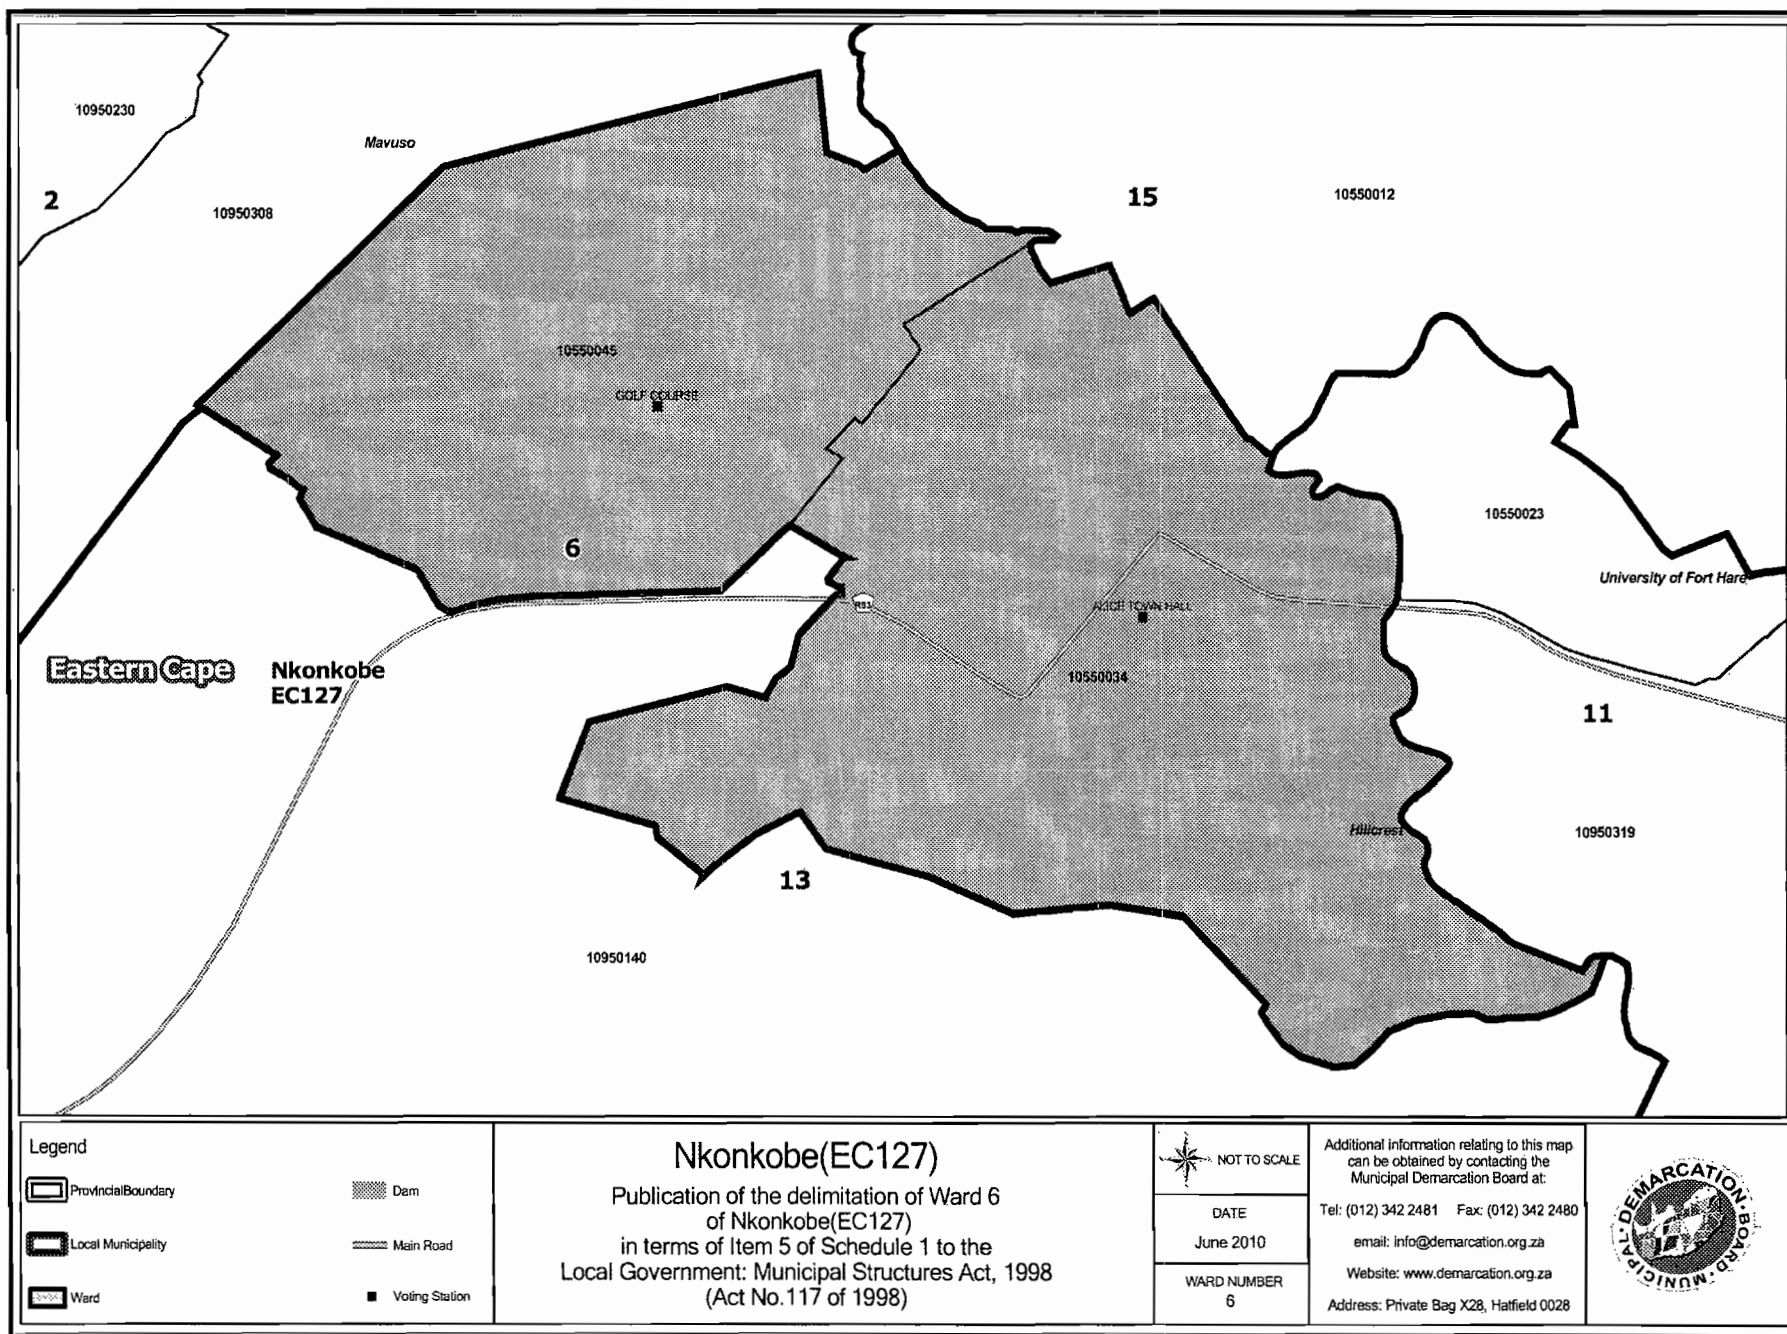 10950230
Mavuso
2
10950308
15
10550012
10550045
GOLF COURSE
6
10550023
University of Fort Hare
R63
ALICE TOWN HALL
10550034
Eastern Cape
Nkonkobe
EC127
11
Hillcrest
10950319
13
10950140
Legend
ProvincialBoundary
Dam
Local Municipality
Main Road
Ward
Voting Station
Nkonkobe(EC127)
Publication of the delimitation of Ward 6
of Nkonkobe(EC127)
in terms of Item 5 of Schedule 1 to the
Local Government: Municipal Structures Act, 1998
(Act No.117 of 1998)
NOT TO SCALE
DATE
June 2010
WARD NUMBER
6
Additional information relating to this map
can be obtained by contacting the
Municipal Demarcation Board at:
Tel: (012) 342 2481 Fax: (012) 342 2480
email: info@demarcation.org.za
Website: www.demarcation.org.za
Address: Private Bag X28, Hatfield 0028
MUNICIPAL DEMARCATION BOARD